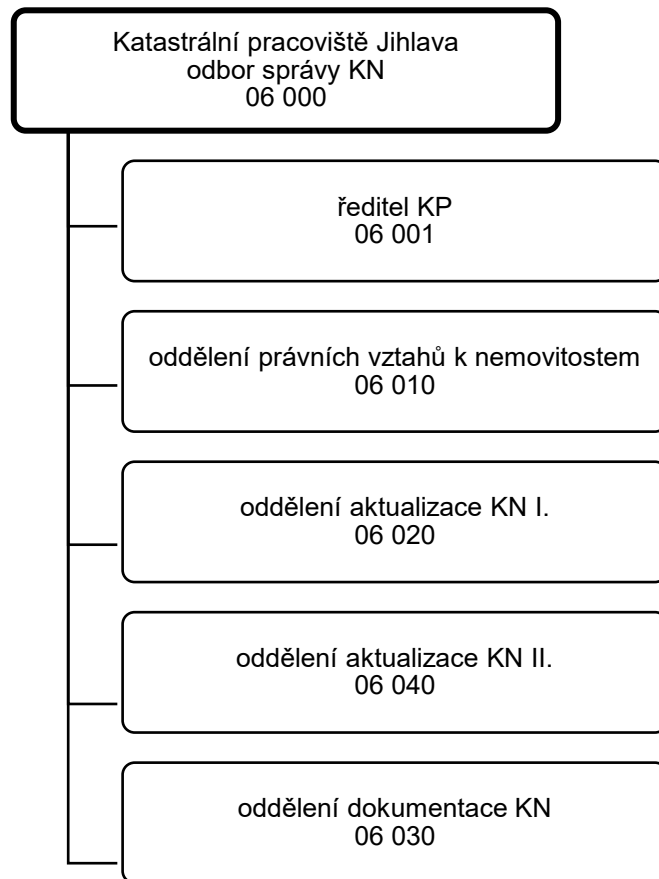 Katastrální pracoviště Jihlava
odbor správy KN
06 000
ředitel KP
06 001
oddělení právních vztahů k nemovitostem
06 010
oddělení aktualizace KN I.
06 020
oddělení aktualizace KN II.
06 040
oddělení dokumentace KN
06 030